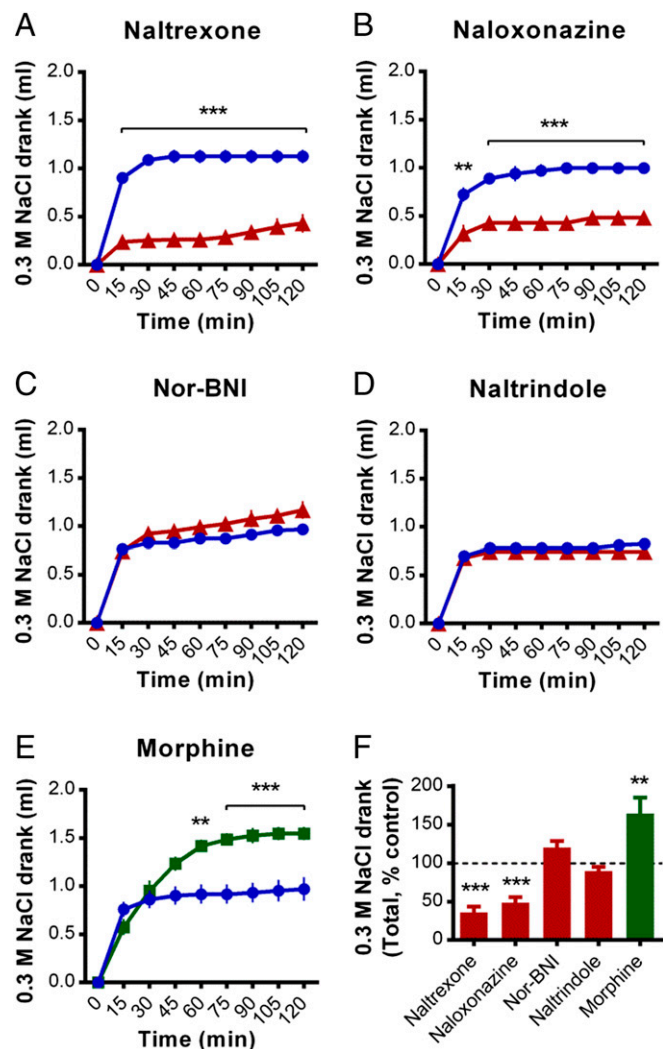 A
Naltrexone
0.3 M NaCl drank (ml)
2.0
1.5
1.0
0.5
0.0
***
0 15 30 45 60 75 90 105 120
Time (min)
B
Naloxonazine
0.3 M NaCl drank (ml)
2.0
1.5
1.0
0.5
0.0
**
***
0 15 30 45 60 75 90 105 120
Time (min)
C
Nor-BNI
0.3 M NaCl drank (ml)
2.0
1.5
1.0
0.5
0.0
0 15 30 45 60 75 90 105 120
Time (min)
D
Naltrindole
0.3 M NaCl drank (ml)
2.0
1.5
1.0
0.5
0.0
0 15 30 45 60 75 90 105 120
Time (min)
E
Morphine
0.3 M NaCl drank (ml)
2.0
1.5
1.0
0.5
0.0
**
***
0 15 30 45 60 75 90 105 120
Time (min)
F
0.3 M NaCl drank
(Total, % control)
200
150
100
50
0
***
***
**
Naltrexone
Naloxonazine
Nor-BNI
Naltrindole
Morphine